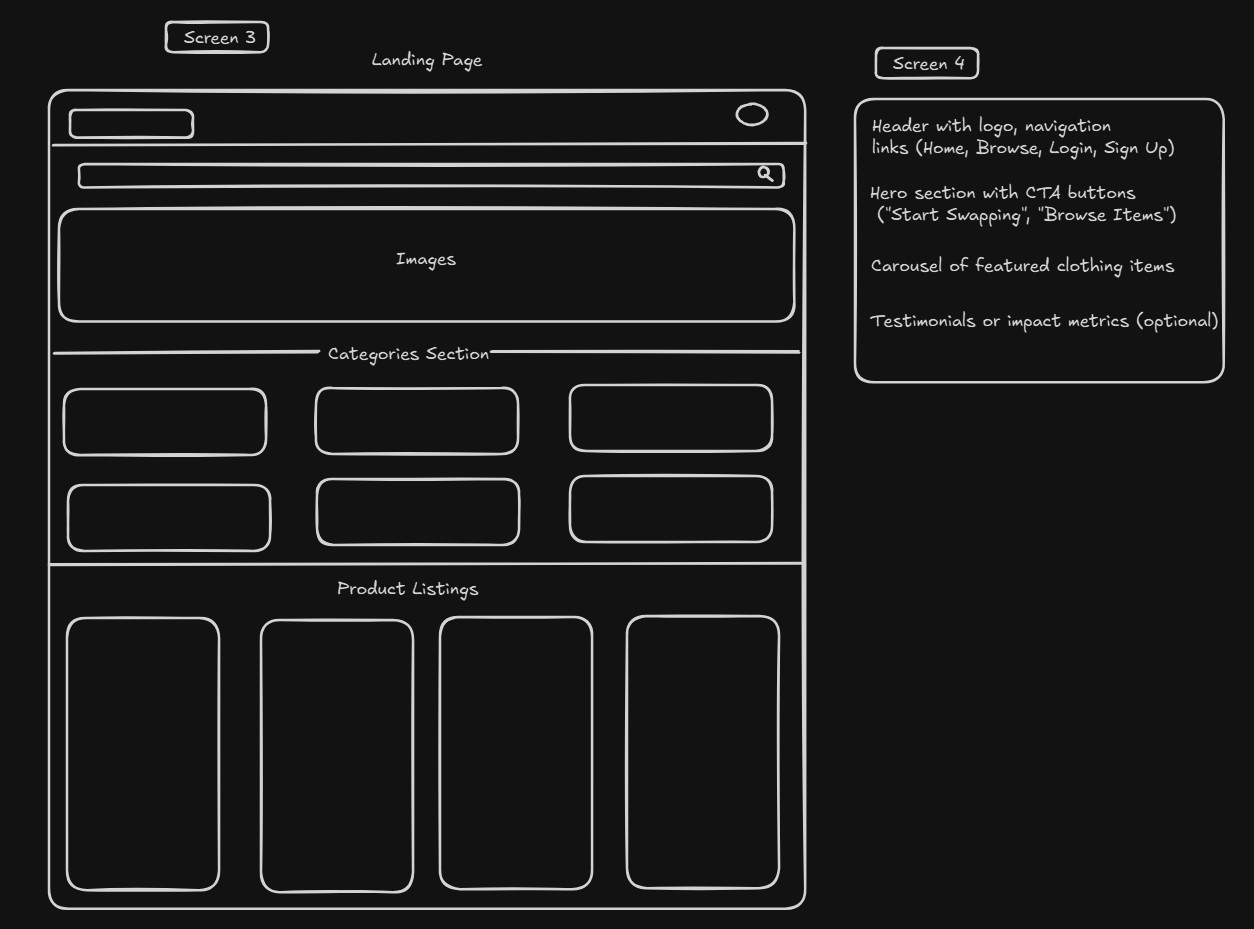 Screen 3
Landing Page
Images
Categories Section
Product Listings
Screen 4
Header with logo, navigation
links (Home, Browse, Login, Sign Up)
Hero section with CTA buttons
("Start Swapping", "Browse Items")
Carousel of featured clothing items
Testimonials or impact metrics (optional)